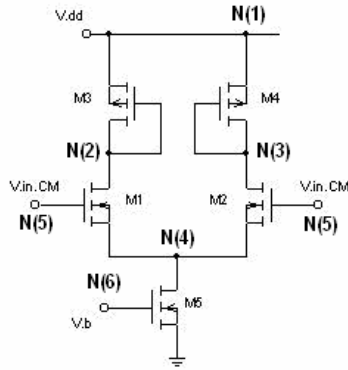 V.dd N(1)
M3 M4
N(2) N(3)
V.in.CM M1 M2 V.in.CM
N(5) N(5)
N(4)
N(6)
M5
V.b